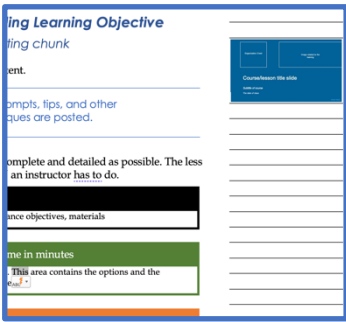 ing Learning Objective
ting chunk
ent.
ompts, tips, and other
ques are posted.
omplete and detailed as possible. The less
an instructor has to do.
ance objectives, materials
me in minutes
. This area contains the options and the
e
Course/lesson title slide